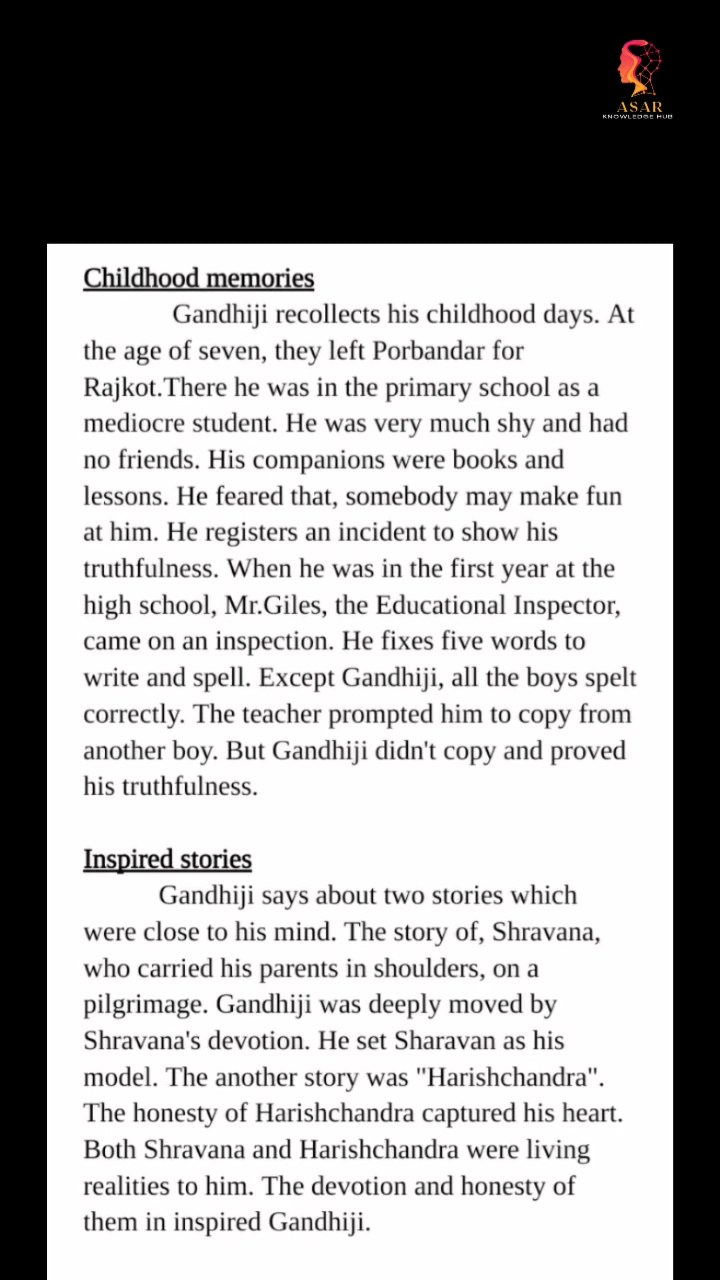 ASAR
KNOWLEDGE HUB
Childhood memories
Gandhiji recollects his childhood days. At
the age of seven, they left Porbandar for
Rajkot.There he was in the primary school as a
mediocre student. He was very much shy and had
no friends. His companions were books and
lessons. He feared that, somebody may make fun
at him. He registers an incident to show his
truthfulness. When he was in the first year at the
high school, Mr.Giles, the Educational Inspector,
came on an inspection. He fixes five words to
write and spell. Except Gandhiji, all the boys spelt
correctly. The teacher prompted him to copy from
another boy. But Gandhiji didn't copy and proved
his truthfulness.
Inspired stories
Gandhiji says about two stories which
were close to his mind. The story of, Shravana,
who carried his parents in shoulders, on a
pilgrimage. Gandhiji was deeply moved by
Shravana's devotion. He set Sharavan as his
model. The another story was "Harishchandra".
The honesty of Harishchandra captured his heart.
Both Shravana and Harishchandra were living
realities to him. The devotion and honesty of
them in inspired Gandhiji.